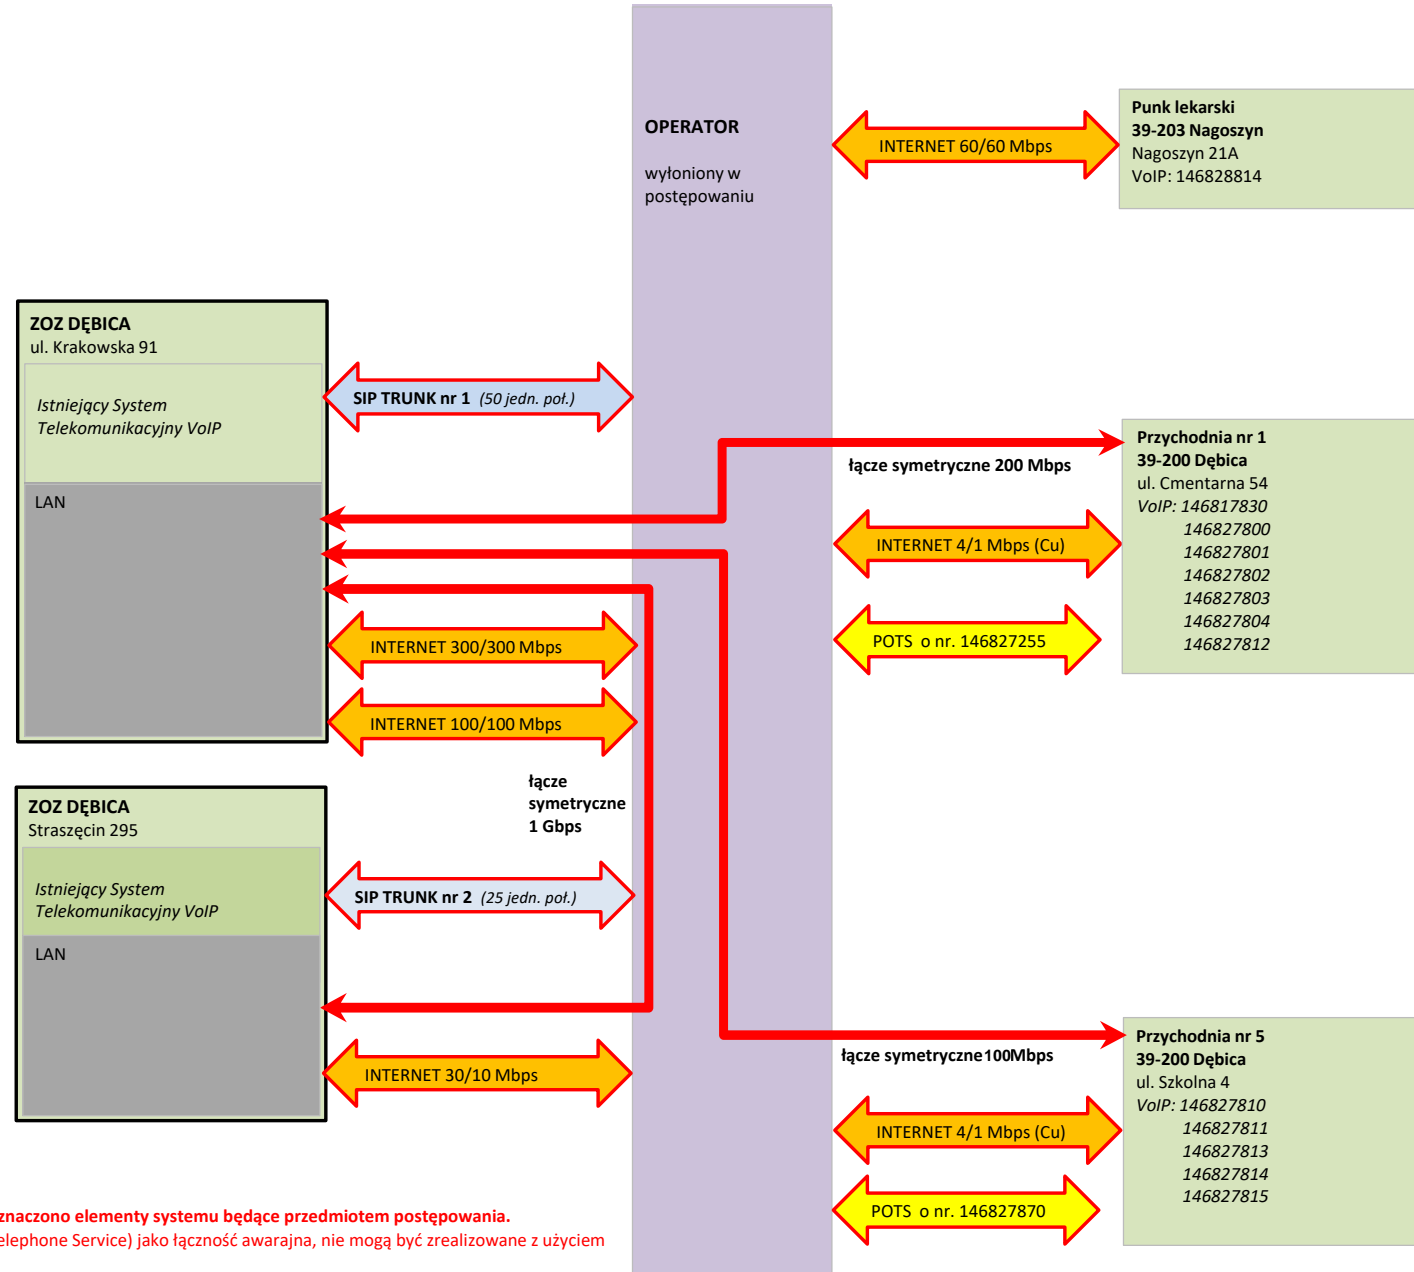 OPERATOR
wyłoniony w
postępowaniu
INTERNET 60/60 Mbps
Punk lekarski
39-203 Nagoszyn
Nagoszyn 21A
VoIP: 146828814
ZOZ DĘBICA
ul. Krakowska 91
Istniejący System
Telekomunikacyjny VoIP
LAN
SIP TRUNK nr 1 (50 jedn. poł.)
łącze symetryczne 200 Mbps
INTERNET 4/1 Mbps (Cu)
POTS o nr. 146827255
Przychodnia nr 1
39-200 Dębica
ul. Cmentarna 54
VoIP: 146817830
146827800
146827801
146827802
146827803
146827804
146827812
INTERNET 300/300 Mbps
INTERNET 100/100 Mbps
łącze
symetryczne
1 Gbps
ZOZ DĘBICA
Straszęcin 295
Istniejący System
Telekomunikacyjny VoIP
LAN
SIP TRUNK nr 2 (25 jedn. poł.)
INTERNET 30/10 Mbps
łącze symetryczne100Mbps
INTERNET 4/1 Mbps (Cu)
POTS o nr. 146827870
Przychodnia nr 5
39-200 Dębica
ul. Szkolna 4
VoIP: 146827810
146827811
146827813
146827814
146827815
znaczono elementy systemu będące przedmiotem postępowania.
elephone Service) jako łączność awarajna, nie mogą być zrealizowane z użyciem